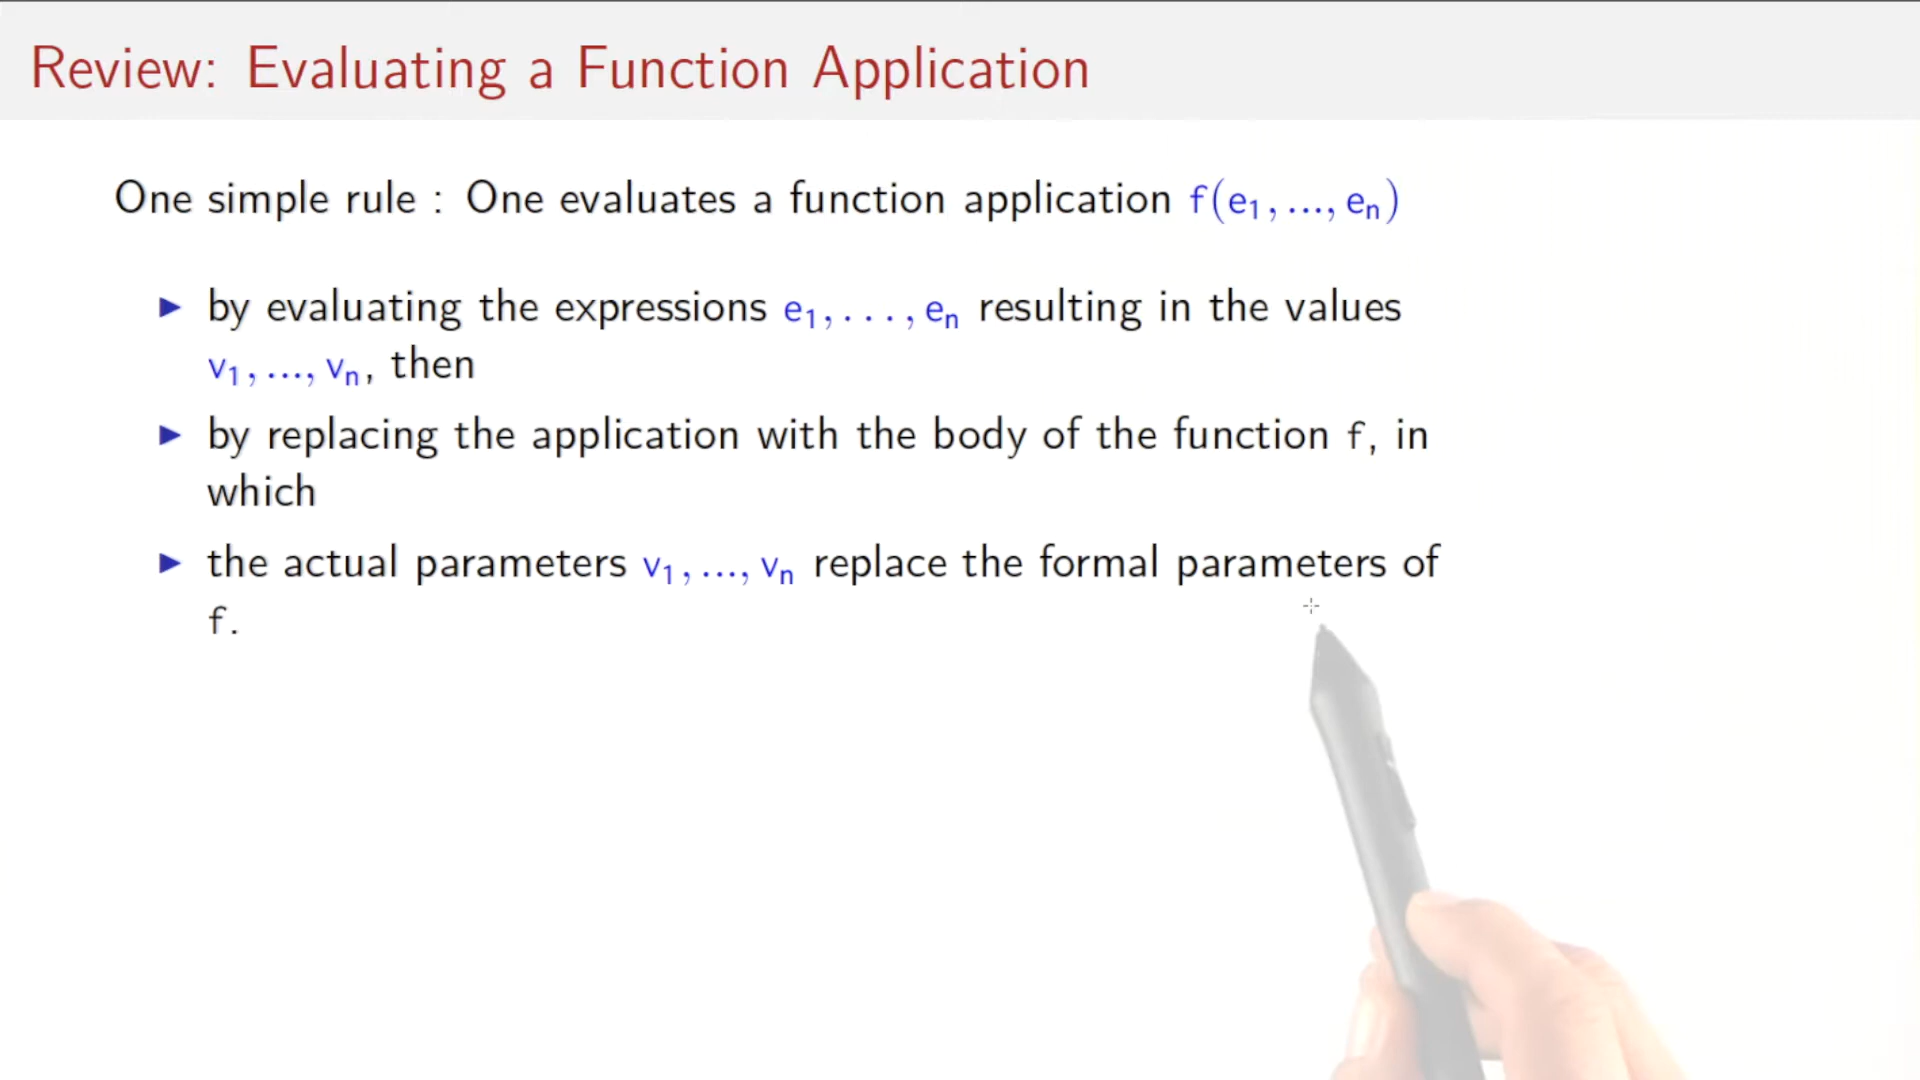 Review: Evaluating a Function Application
One simple rule : One evaluates a function application f(e₁, ..., eₙ)
▶ by evaluating the expressions e₁, . . . , eₙ resulting in the values
v₁, ..., vₙ, then
▶ by replacing the application with the body of the function f, in
which
▶ the actual parameters v₁, ..., vₙ replace the formal parameters of
f.